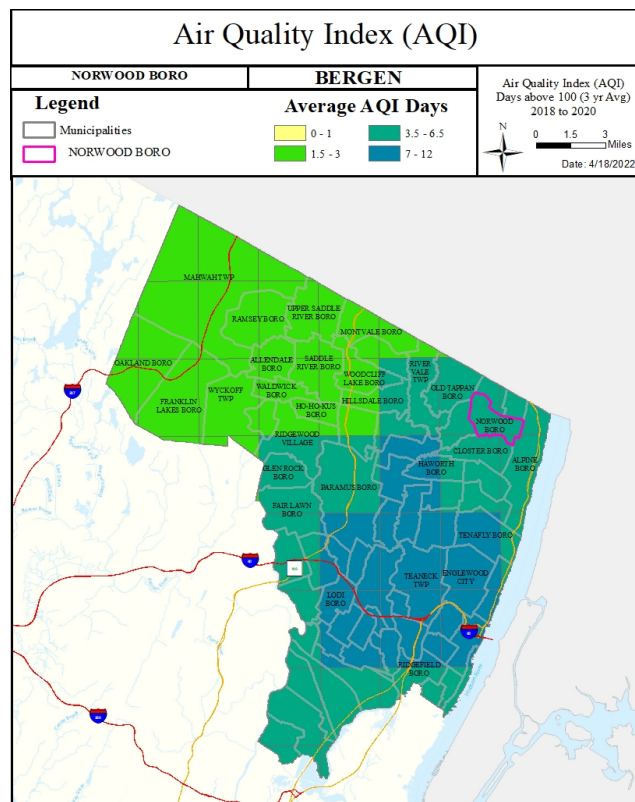 Air Quality Index (AQI)
NORWOOD BORO
BERGEN
Legend
Municipalities
NORWOOD BORO
Average AQI Days
0 - 1
1.5 - 3
3.5 - 6.5
7 - 12
Air Quality Index (AQI)
Days above 100 (3 yr Avg)
2018 to 2020
N
0 1.5 3
Miles
Date: 4/18/2022
MAHWAH TWP
RAMSEY BORO
UPPER SADDLE
RIVER BORO
MONTVALE BORO
OAKLAND BORO
ALLENDALE
BORO
SADDLE
RIVER BORO
WOODCLIFF
LAKE BORO
RIVER
VALE
TWP
OLD TAPPAN
BORO
FRANKLIN
LAKES BORO
WYCKOFF
TWP
WALDWICK
BORO
HO-HO-KUS
BORO
HILLSDALE BORO
NORWOOD
BORO
RIDGEWOOD
VILLAGE
CLOSTER BORO
ALPINE
BORO
GLEN ROCK
BORO
PARAMUS BORO
HAWORTH
BORO
FAIR LAWN
BORO
TENAFLY BORO
LODI
BORO
TEANECK
TWP
ENGLEWOOD
CITY
RIDGEFIELD
BORO